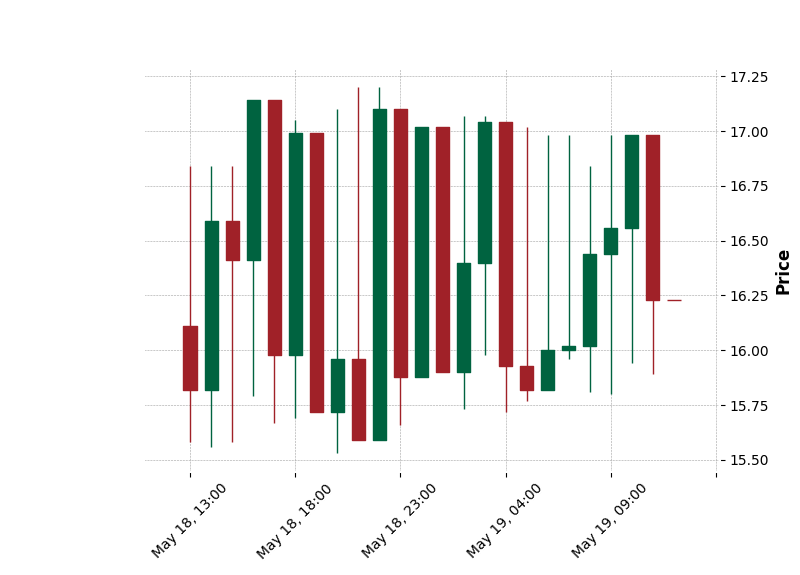 17.25
17.00
16.75
16.50
16.25
16.00
15.75
15.50
Price
May 18, 13:00
May 18, 18:00
May 18, 23:00
May 19, 04:00
May 19, 09:00